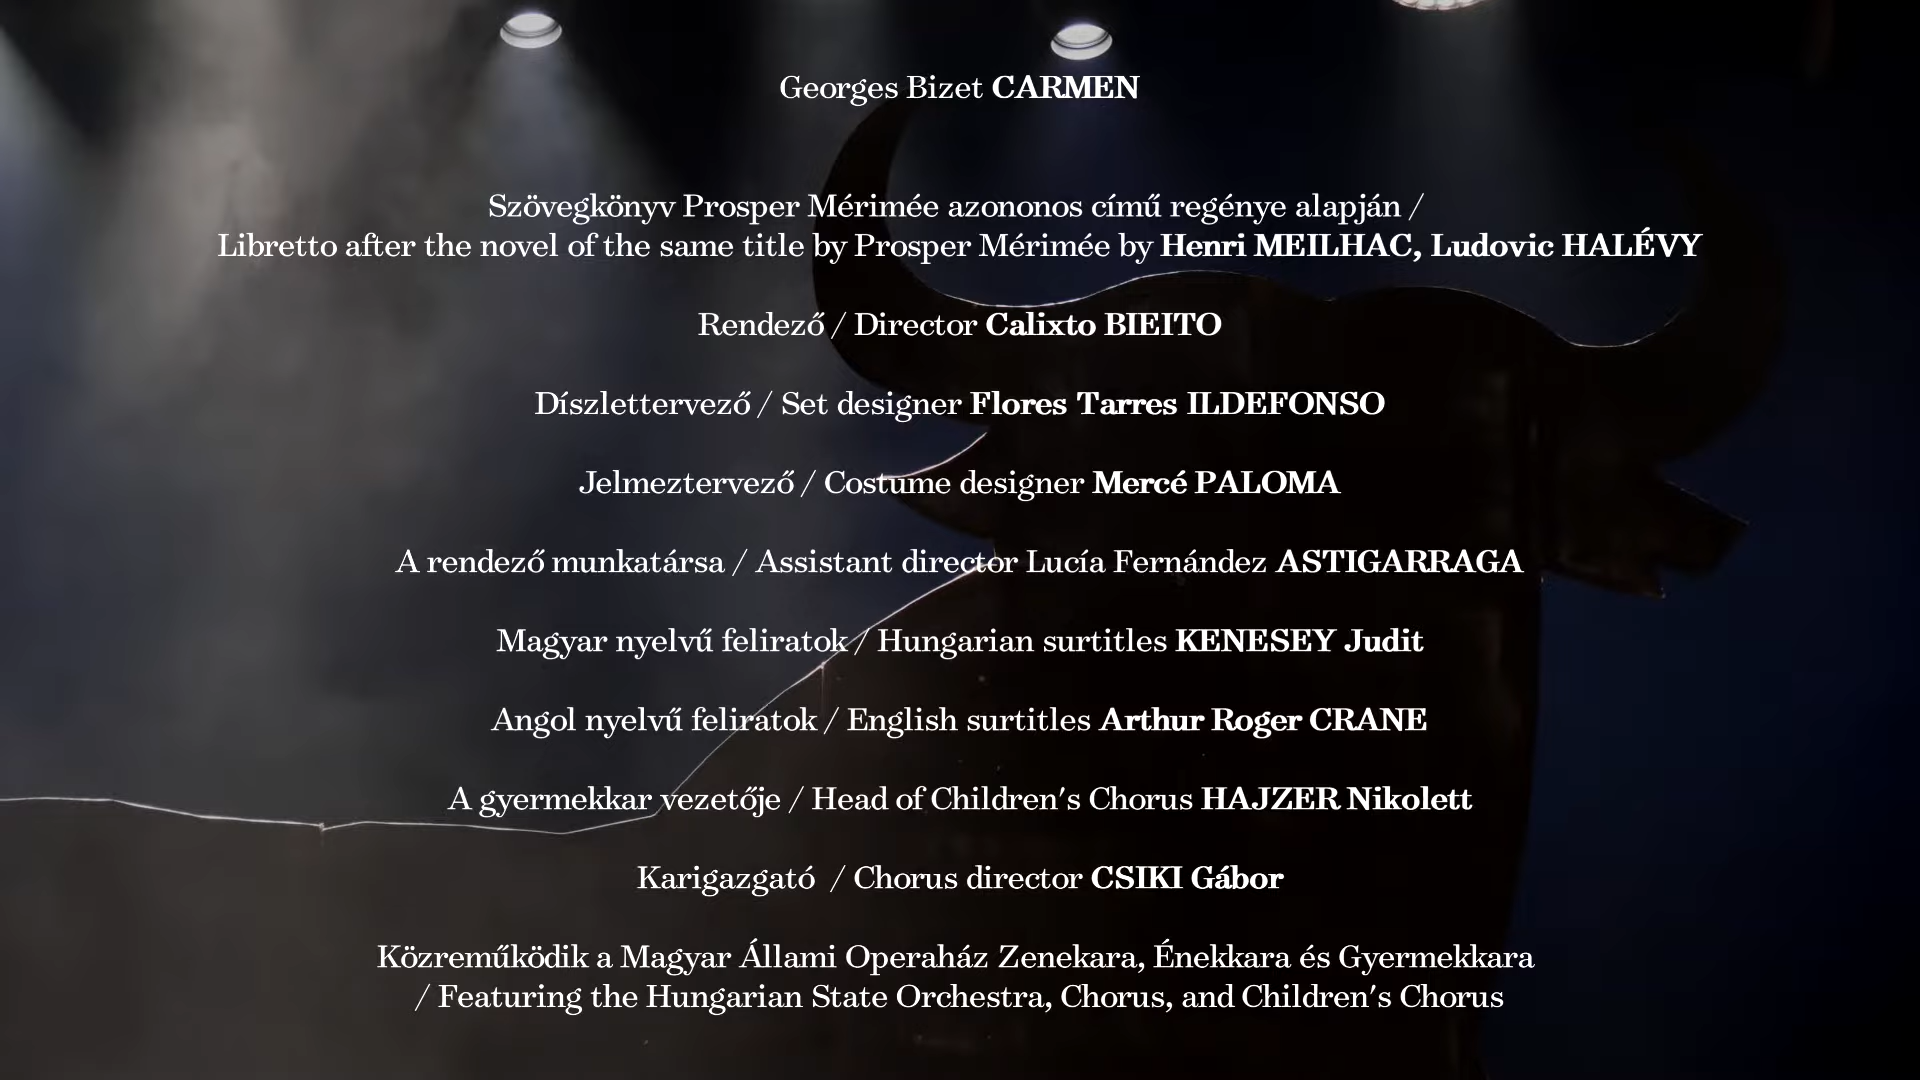 Georges Bizet CARMEN
Szövegkönyv Prosper Mérimée azononos című regénye alapján /
Libretto after the novel of the same title by Prosper Mérimée by Henri MEILHAC, Ludovic HALÉVY
Rendező / Director Calixto BIEITO
Díszlettervező / Set designer Flores Tarres ILDEFONSO
Jelmeztervező / Costume designer Mercé PALOMA
A rendező munkatársa / Assistant director Lucía Fernández ASTIGARRAGA
Magyar nyelvű feliratok / Hungarian surtitles KENESEY Judit
Angol nyelvű feliratok / English surtitles Arthur Roger CRANE
A gyermekkar vezetője / Head of Children's Chorus HAJZER Nikolett
Karigazgató / Chorus director CSIKI Gábor
Közreműködik a Magyar Állami Operaház Zenekara, Énekkara és Gyermekkara
/ Featuring the Hungarian State Orchestra, Chorus, and Children's Chorus